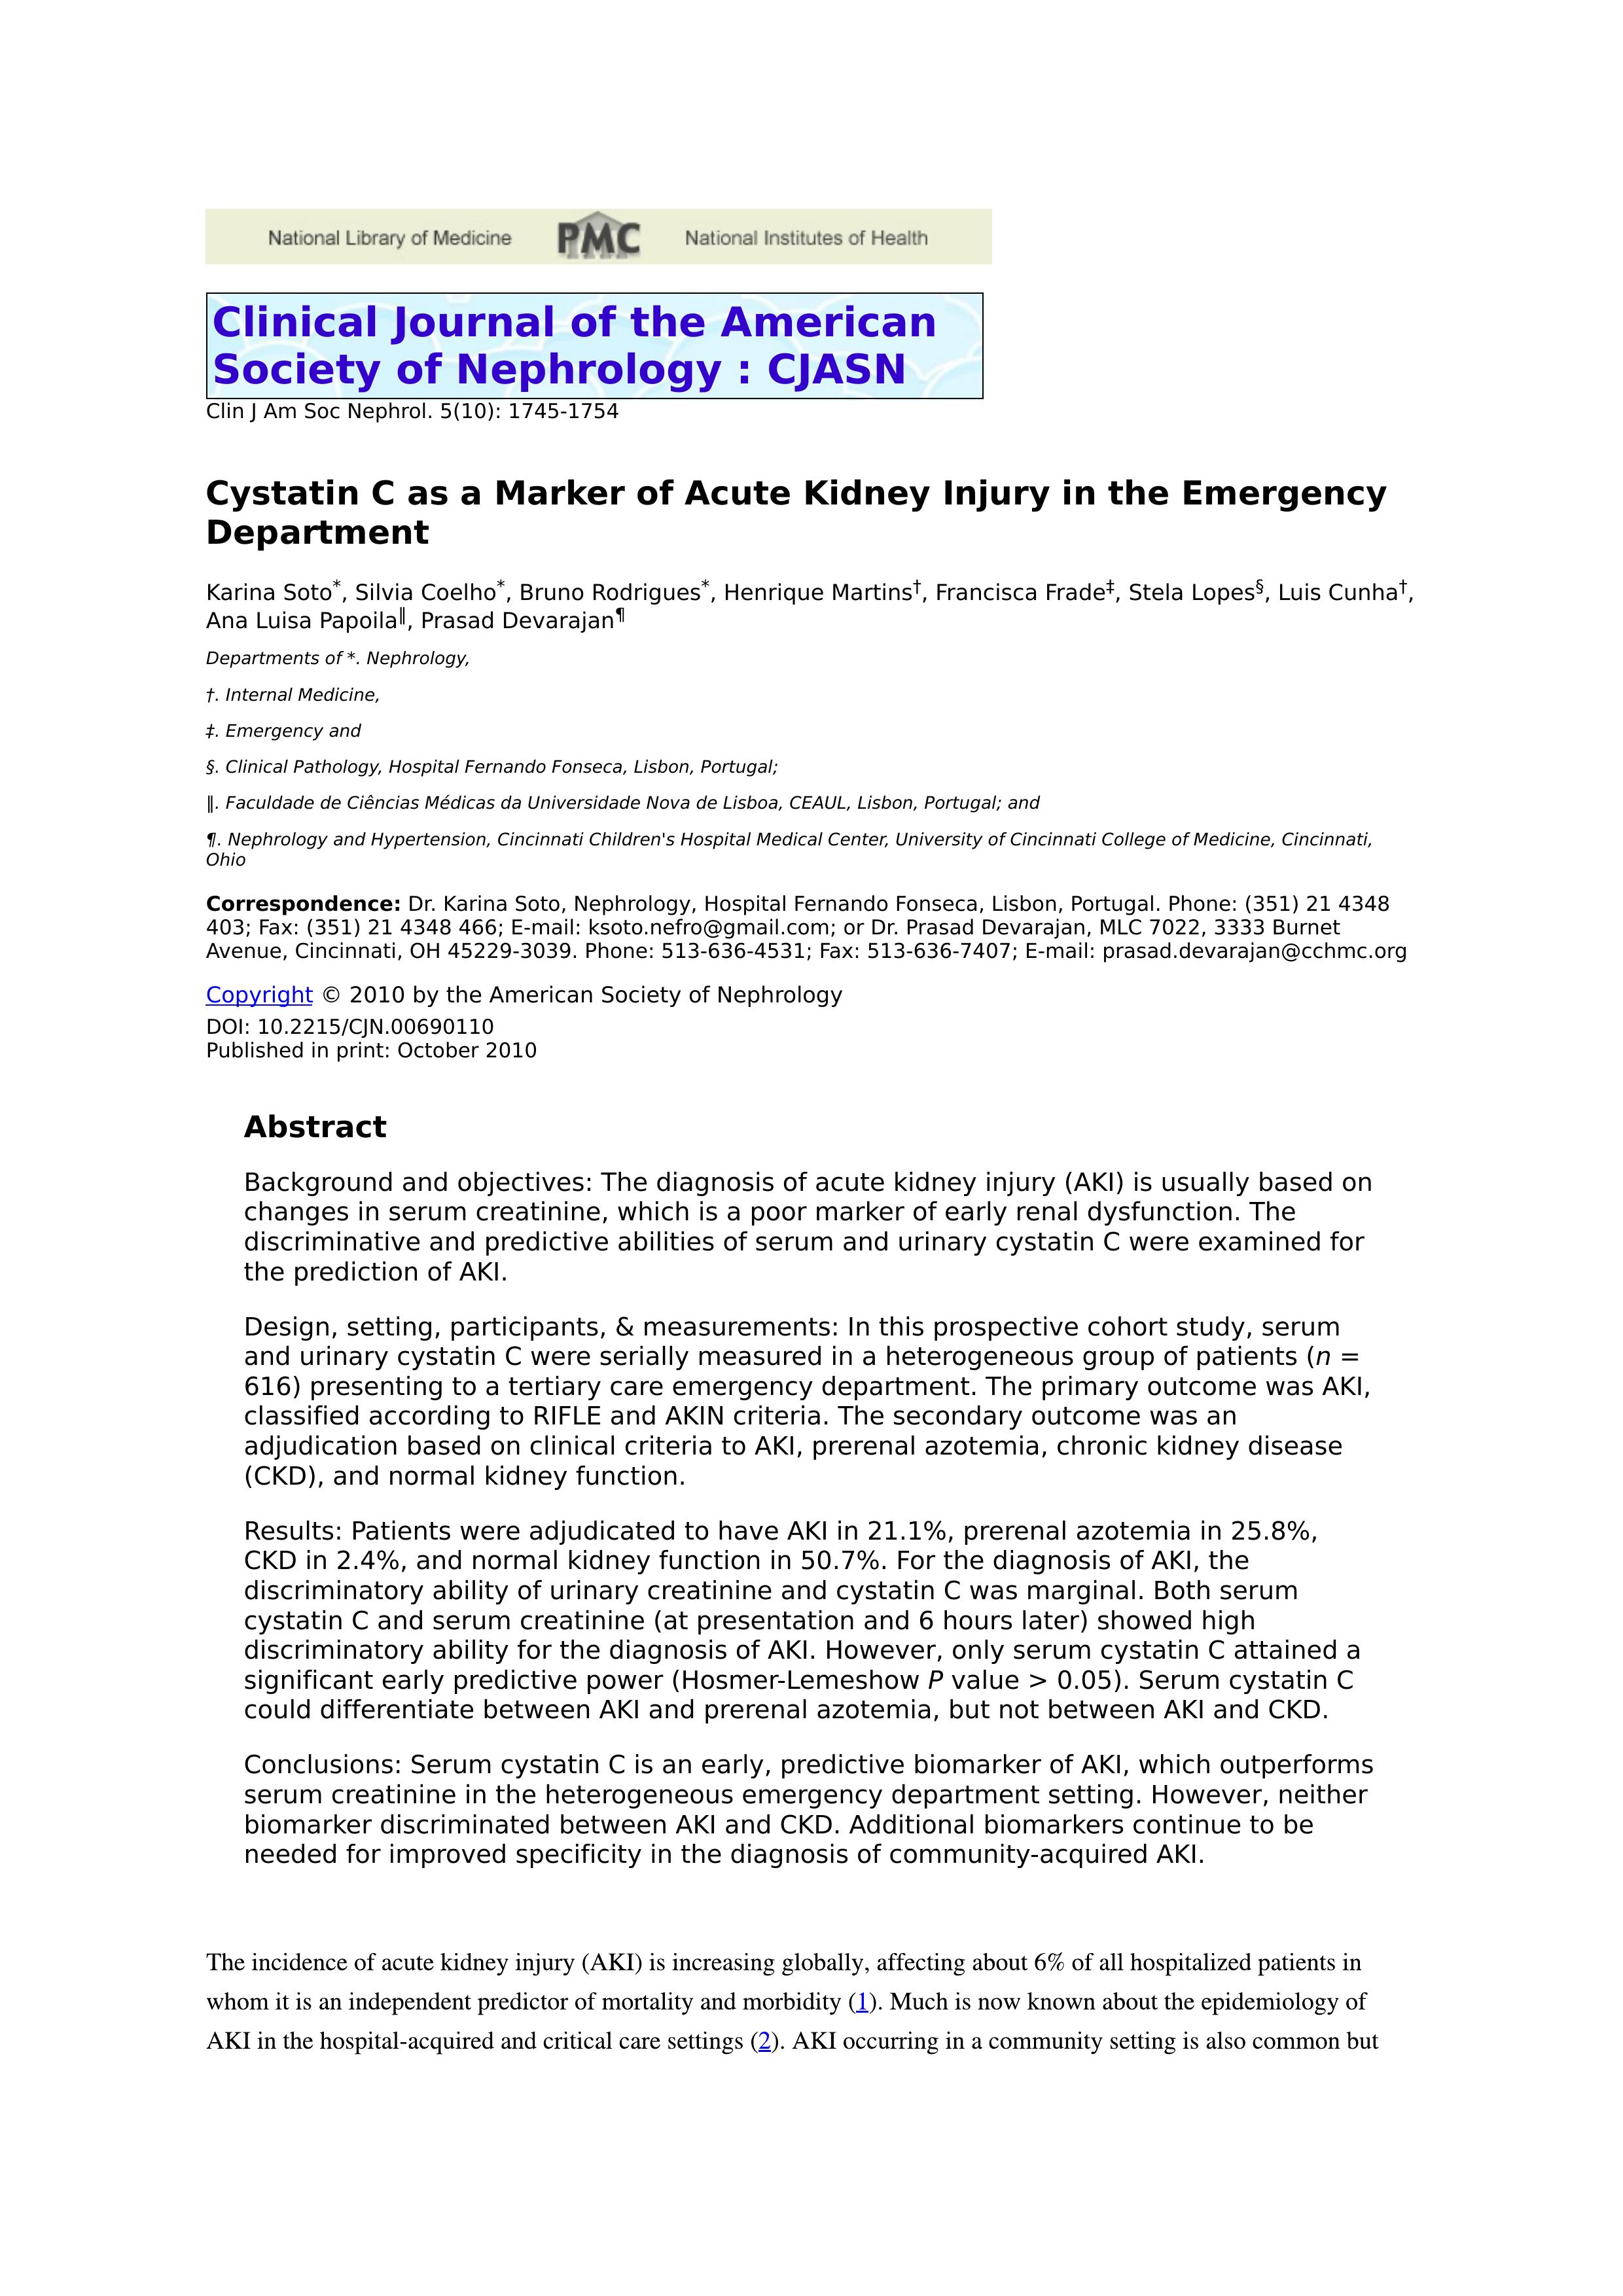 National Library of Medicine PMC National Institutes of Health
Clinical Journal of the American
Society of Nephrology : CJASN
Clin J Am Soc Nephrol. 5(10): 1745-1754
Cystatin C as a Marker of Acute Kidney Injury in the Emergency
Department
Karina Soto*, Silvia Coelho*, Bruno Rodrigues*, Henrique Martins†, Francisca Frade‡, Stela Lopes§, Luis Cunha†,
Ana Luisa Papoila‖, Prasad Devarajan¶
Departments of *. Nephrology,
†. Internal Medicine,
‡. Emergency and
§. Clinical Pathology, Hospital Fernando Fonseca, Lisbon, Portugal;
‖. Faculdade de Ciências Médicas da Universidade Nova de Lisboa, CEAUL, Lisbon, Portugal; and
¶. Nephrology and Hypertension, Cincinnati Children's Hospital Medical Center, University of Cincinnati College of Medicine, Cincinnati,
Ohio
Correspondence: Dr. Karina Soto, Nephrology, Hospital Fernando Fonseca, Lisbon, Portugal. Phone: (351) 21 4348
403; Fax: (351) 21 4348 466; E-mail: ksoto.nefro@gmail.com; or Dr. Prasad Devarajan, MLC 7022, 3333 Burnet
Avenue, Cincinnati, OH 45229-3039. Phone: 513-636-4531; Fax: 513-636-7407; E-mail: prasad.devarajan@cchmc.org
Copyright © 2010 by the American Society of Nephrology
DOI: 10.2215/CJN.00690110
Published in print: October 2010
Abstract
Background and objectives: The diagnosis of acute kidney injury (AKI) is usually based on
changes in serum creatinine, which is a poor marker of early renal dysfunction. The
discriminative and predictive abilities of serum and urinary cystatin C were examined for
the prediction of AKI.
Design, setting, participants, & measurements: In this prospective cohort study, serum
and urinary cystatin C were serially measured in a heterogeneous group of patients (n =
616) presenting to a tertiary care emergency department. The primary outcome was AKI,
classified according to RIFLE and AKIN criteria. The secondary outcome was an
adjudication based on clinical criteria to AKI, prerenal azotemia, chronic kidney disease
(CKD), and normal kidney function.
Results: Patients were adjudicated to have AKI in 21.1%, prerenal azotemia in 25.8%,
CKD in 2.4%, and normal kidney function in 50.7%. For the diagnosis of AKI, the
discriminatory ability of urinary creatinine and cystatin C was marginal. Both serum
cystatin C and serum creatinine (at presentation and 6 hours later) showed high
discriminatory ability for the diagnosis of AKI. However, only serum cystatin C attained a
significant early predictive power (Hosmer-Lemeshow P value > 0.05). Serum cystatin C
could differentiate between AKI and prerenal azotemia, but not between AKI and CKD.
Conclusions: Serum cystatin C is an early, predictive biomarker of AKI, which outperforms
serum creatinine in the heterogeneous emergency department setting. However, neither
biomarker discriminated between AKI and CKD. Additional biomarkers continue to be
needed for improved specificity in the diagnosis of community-acquired AKI.
The incidence of acute kidney injury (AKI) is increasing globally, affecting about 6% of all hospitalized patients in
whom it is an independent predictor of mortality and morbidity (1). Much is now known about the epidemiology of
AKI in the hospital-acquired and critical care settings (2). AKI occurring in a community setting is also common but